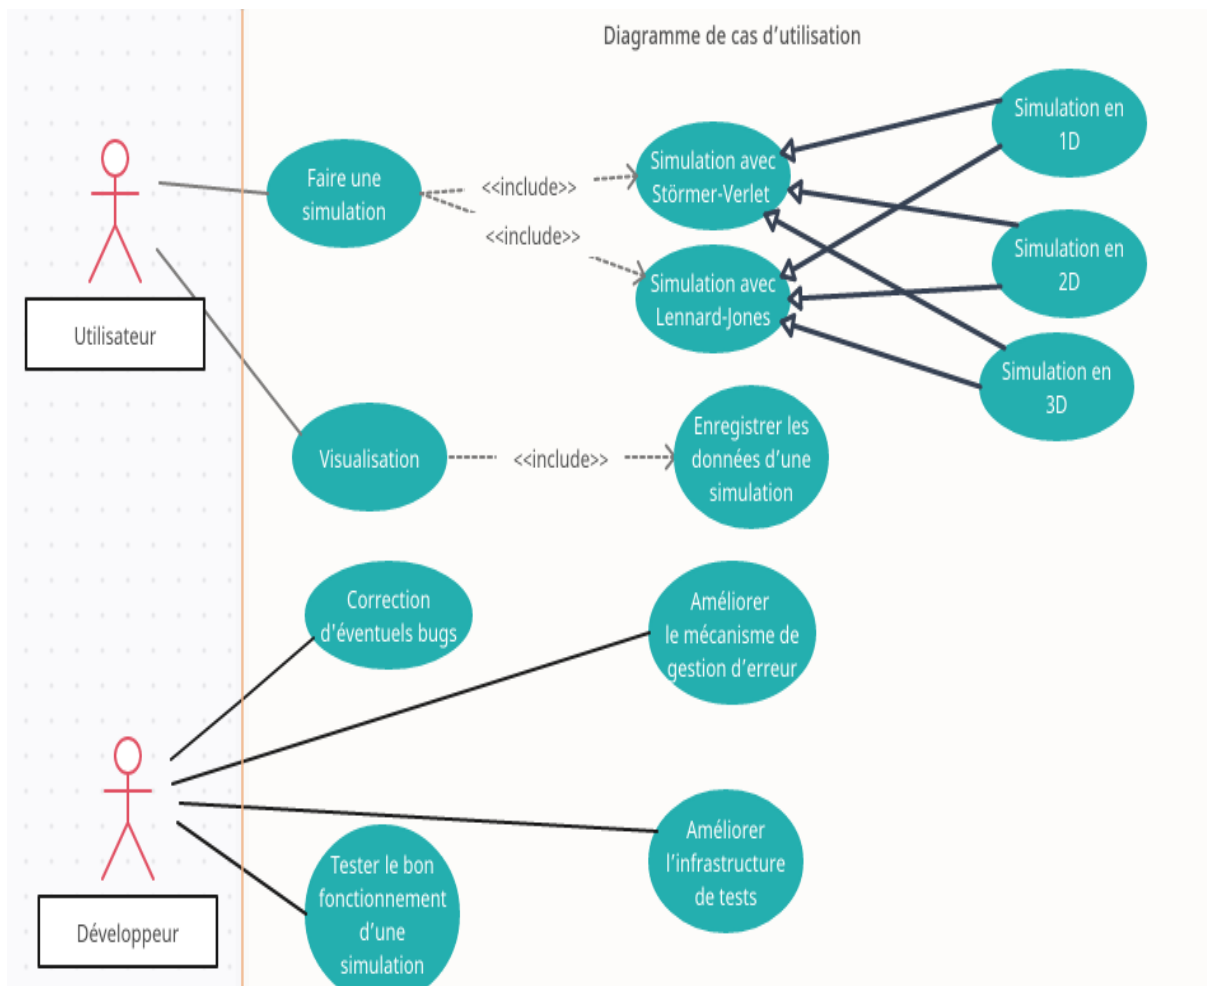 Diagramme de cas d’utilisation
Simulation en
1D
Simulation avec
Störmer-Verlet
Faire une
simulation
<<include>>
<<include>>
Simulation en
2D
Simulation avec
Lennard-Jones
Utilisateur
Simulation en
3D
Visualisation
<<include>>
Enregistrer les
données d’une
simulation
Correction
d'éventuels bugs
Améliorer
le mécanisme de
gestion d’erreur
Améliorer
l’infrastructure
de tests
Tester le bon
fonctionnement
d’une
simulation
Développeur